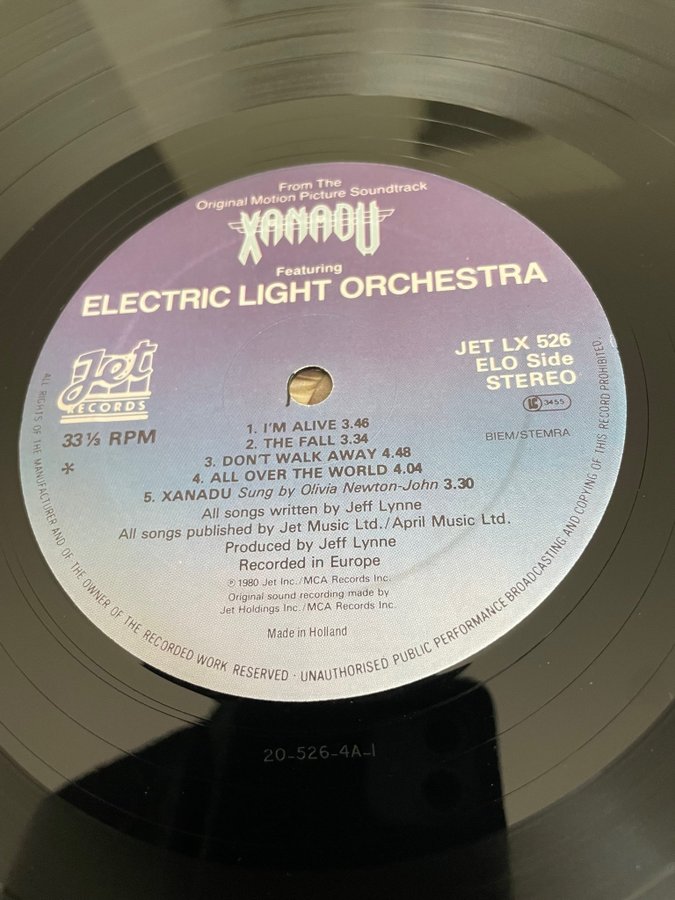 From The
Original Motion Picture Soundtrack
XANADU
Featuring
ELECTRIC LIGHT ORCHESTRA
Jet
RECORDS
33⅓ RPM
*
JET LX 526
ELO Side
STEREO
LC 3455
BIEM/STEMRA
1. I'M ALIVE 3.46
2. THE FALL 3.34
3. DON'T WALK AWAY 4.48
4. ALL OVER THE WORLD 4.04
5. XANADU Sung by Olivia Newton-John 3.30
All songs written by Jeff Lynne
All songs published by Jet Music Ltd./April Music Ltd.
Produced by Jeff Lynne
Recorded in Europe
℗ 1980 Jet Inc./MCA Records Inc.
Original sound recording made by
Jet Holdings Inc./MCA Records Inc.
Made in Holland
ALL RIGHTS OF THE MANUFACTURER AND OF THE OWNER OF THE RECORDED WORK RESERVED · UNAUTHORISED PUBLIC PERFORMANCE BROADCASTING AND COPYING OF THIS RECORD PROHIBITED.
20-526-4A-1